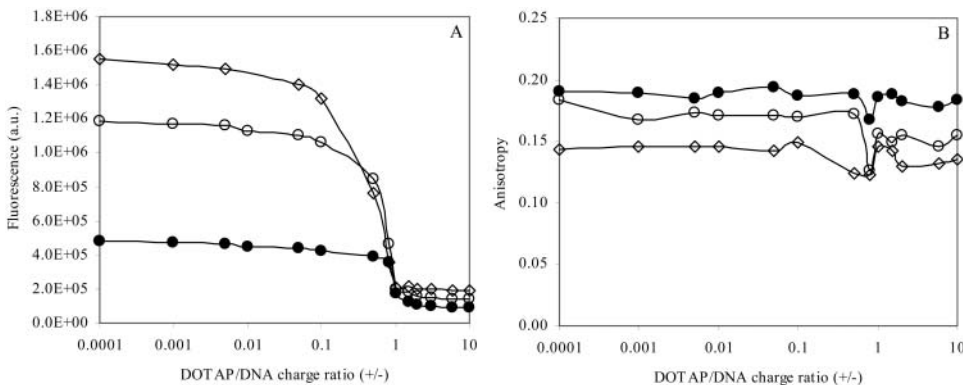 A
1.8E+06
1.6E+06
1.4E+06
1.2E+06
1.0E+06
8.0E+05
6.0E+05
4.0E+05
2.0E+05
0.0E+00
Fluorescence (a.u.)
0.0001 0.001 0.01 0.1 1 10
DOTAP/DNA charge ratio (+/-)
B
0.25
0.20
0.15
0.10
0.05
0.00
Anisotropy
0.0001 0.001 0.01 0.1 1 10
DOTAP/DNA charge ratio (+/-)